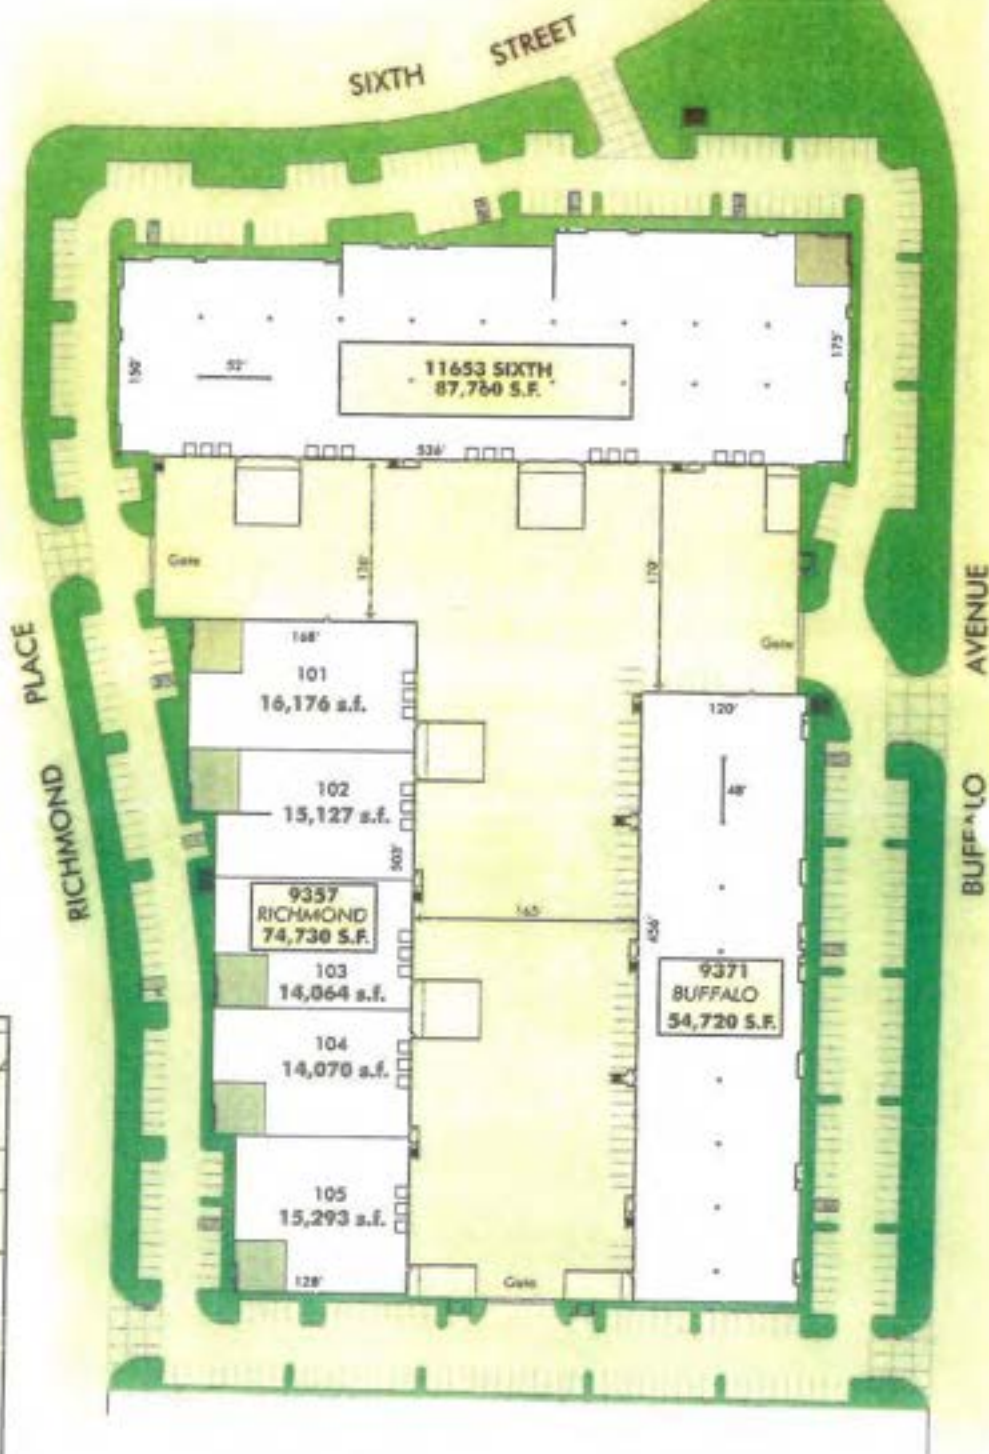 SIXTH STREET
150'
52'
11653 SIXTH
87,760 S.F.
175'
536'
Gate
170'
170'
Gate
PLACE
RICHMOND
AVENUE
BUFFALO
168'
101
16,176 s.f.
120'
102
15,127 s.f.
48'
503'
9357
RICHMOND
74,730 S.F.
165'
456'
103
14,064 s.f.
9371
BUFFALO
54,720 S.F.
104
14,070 s.f.
105
15,293 s.f.
128'
Gate